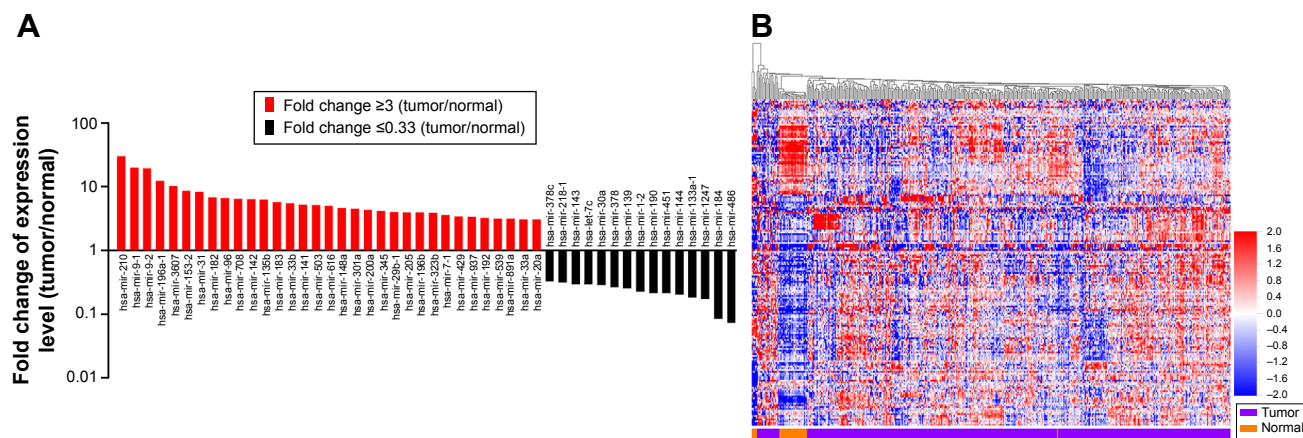 A
B
Fold change ≥3 (tumor/normal)
Fold change ≤0.33 (tumor/normal)
Fold change of expression
level (tumor/normal)
100
10
1
0.1
0.01
hsa-mir-210
hsa-mir-9-1
hsa-mir-9-2
hsa-mir-196a-1
hsa-mir-3607
hsa-mir-153-2
hsa-mir-31
hsa-mir-182
hsa-mir-96
hsa-mir-708
hsa-mir-142
hsa-mir-135b
hsa-mir-183
hsa-mir-33b
hsa-mir-141
hsa-mir-503
hsa-mir-616
hsa-mir-148a
hsa-mir-301a
hsa-mir-200a
hsa-mir-345
hsa-mir-29b-1
hsa-mir-205
hsa-mir-196b
hsa-mir-323b
hsa-mir-7-1
hsa-mir-429
hsa-mir-937
hsa-mir-192
hsa-mir-539
hsa-mir-891a
hsa-mir-33a
hsa-mir-20a
hsa-mir-378c
hsa-mir-218-1
hsa-mir-143
hsa-let-7c
hsa-mir-30a
hsa-mir-378
hsa-mir-139
hsa-mir-1-2
hsa-mir-190
hsa-mir-451
hsa-mir-144
hsa-mir-133a-1
hsa-mir-1247
hsa-mir-184
hsa-mir-486
2.0
1.6
1.2
0.8
0.4
0.0
−0.4
−0.8
−1.2
−1.6
−2.0
Tumor
Normal